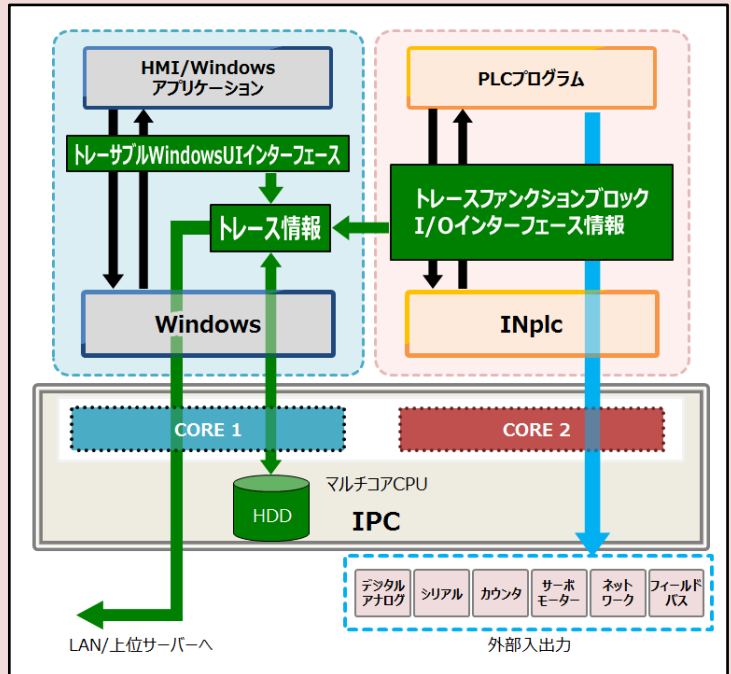 HMI/Windows
アプリケーション
PLCプログラム
トレーサブルWindowsUIインターフェース
トレース情報
トレースファンクションブロック
I/Oインターフェース情報
Windows
INplc
CORE 1
CORE 2
マルチコアCPU
HDD
IPC
デジタル
アナログ
シリアル
カウンタ
サーボ
モーター
ネット
ワーク
フィールド
バス
LAN/上位サーバーへ
外部入出力